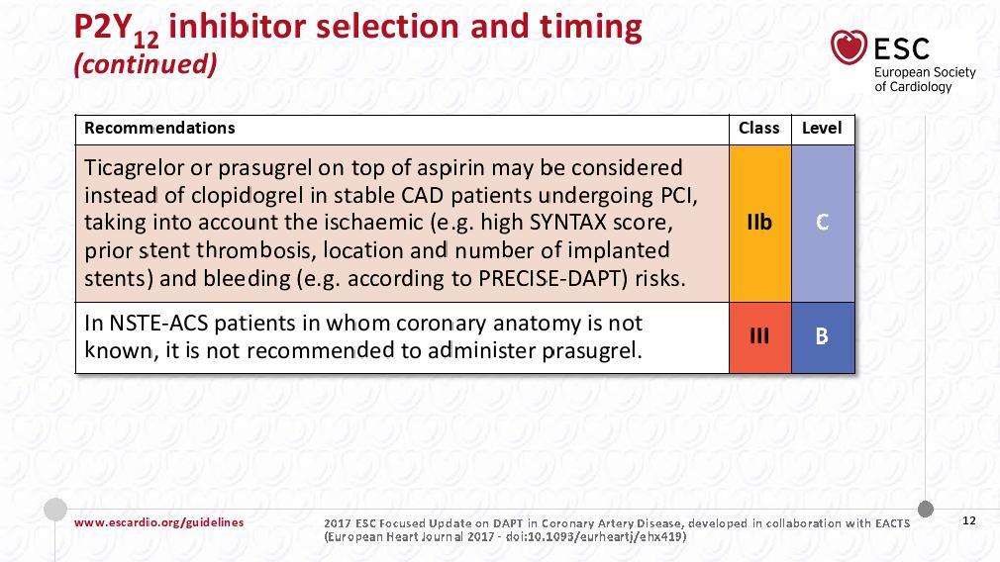 P2Y12 inhibitor selection and timing
(continued)
ESC
European Society
of Cardiology
Recommendations Class Level
Ticagrelor or prasugrel on top of aspirin may be considered
instead of clopidogrel in stable CAD patients undergoing PCI,
taking into account the ischaemic (e.g. high SYNTAX score,
prior stent thrombosis, location and number of implanted
stents) and bleeding (e.g. according to PRECISE-DAPT) risks.
IIb C
In NSTE-ACS patients in whom coronary anatomy is not
known, it is not recommended to administer prasugrel.
III B
www.escardio.org/guidelines
2017 ESC Focused Update on DAPT in Coronary Artery Disease, developed in collaboration with EACTS
(European Heart Journal 2017 - doi:10.1093/eurheartj/ehx419)
12